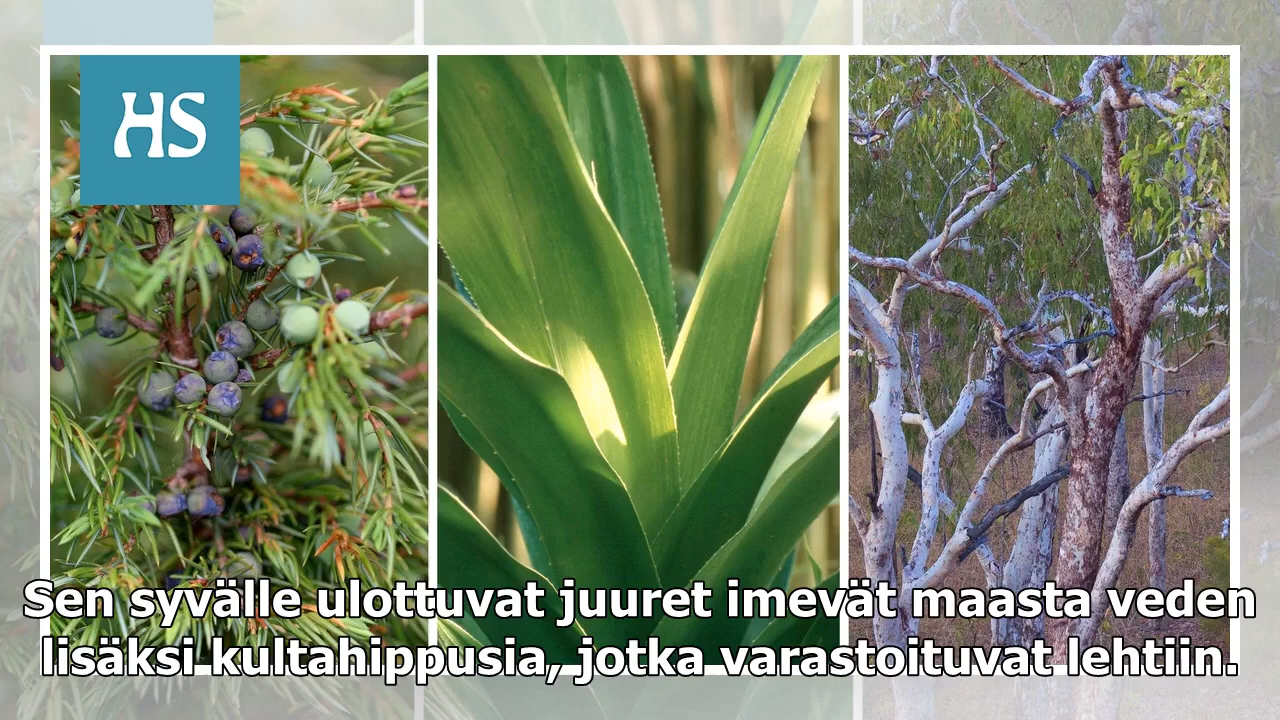 HS
Sen syvälle ulottuvat juuret imevät maasta veden
lisäksi kultahippusia, jotka varastoituvat lehtiin.